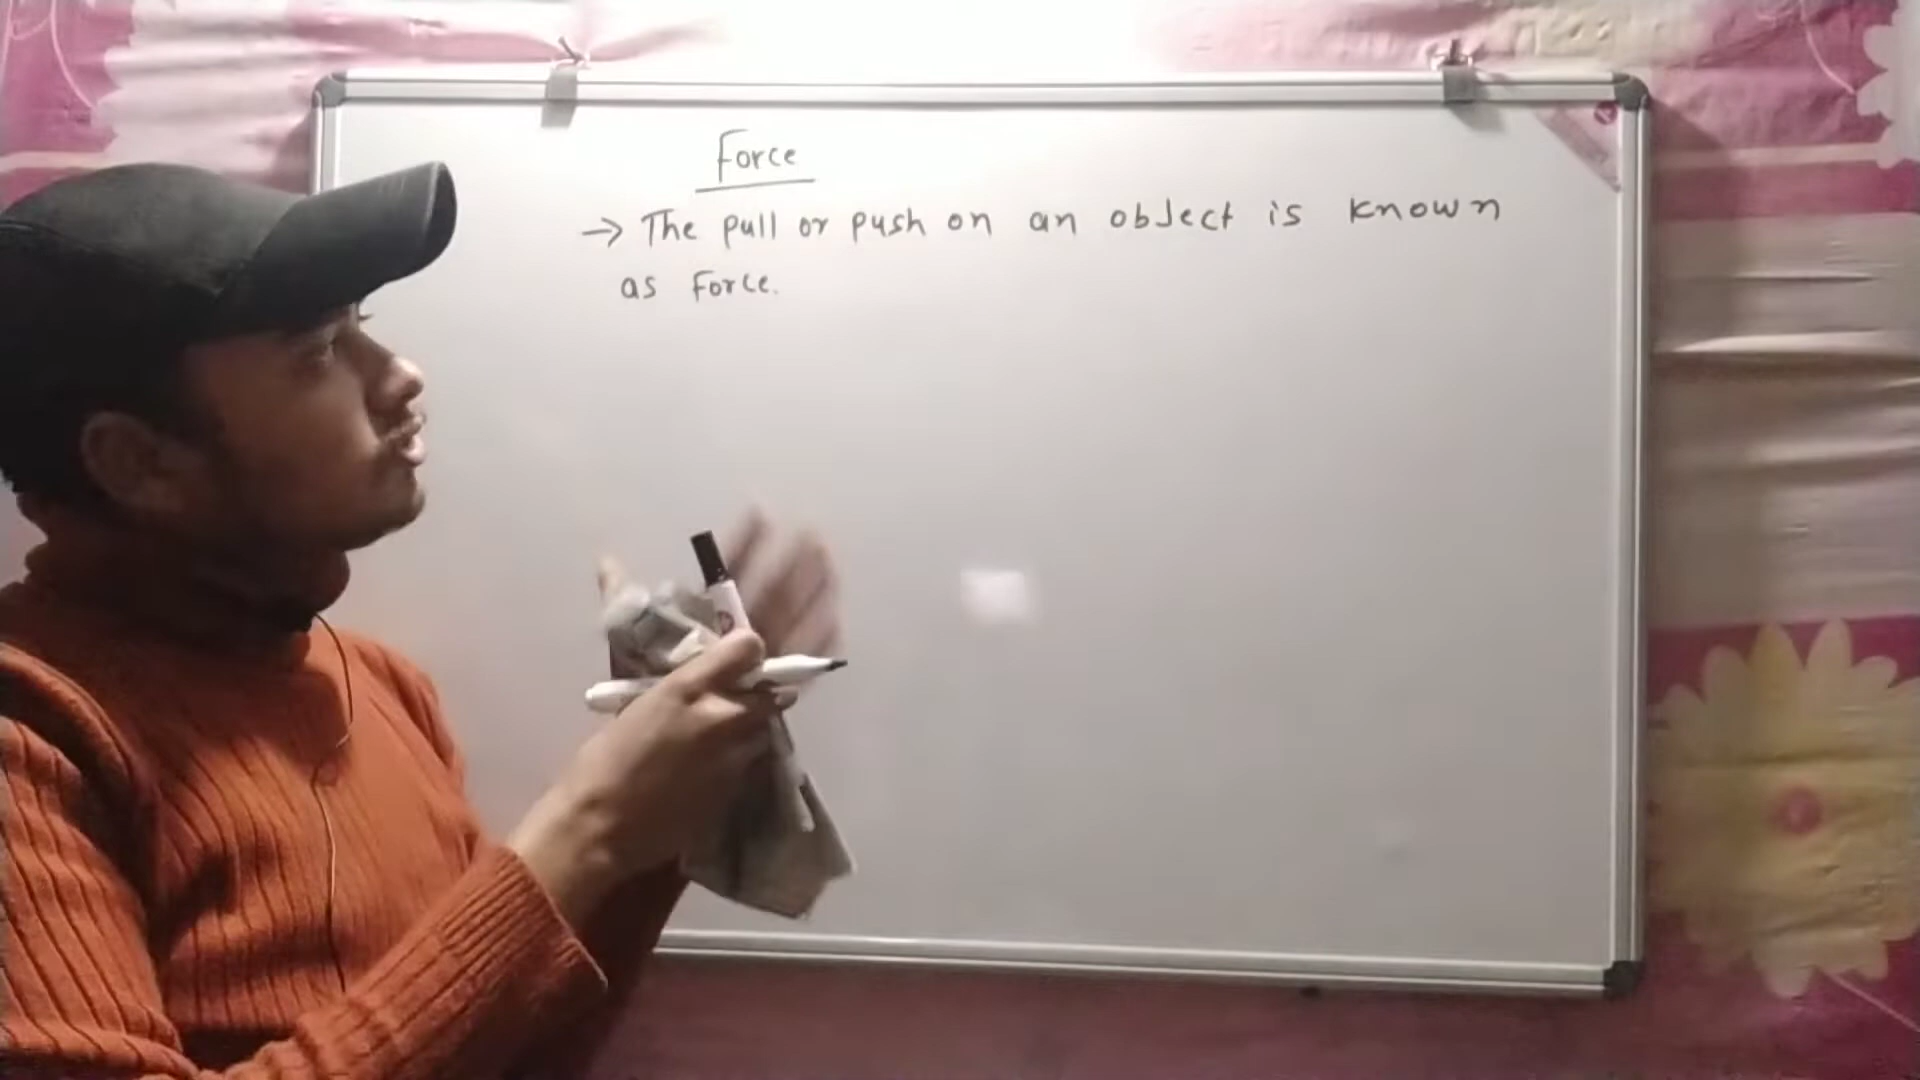 Force
→ The pull or push on an obJect is known
as Force.